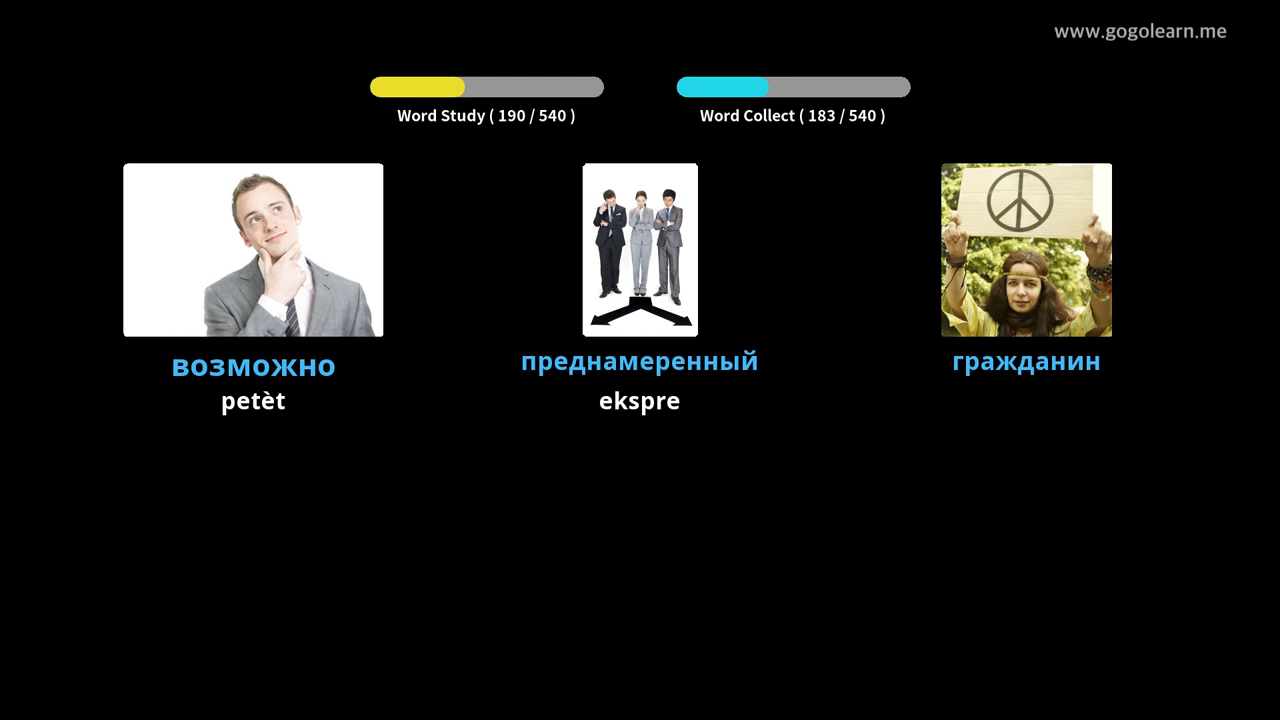 www.gogolearn.me
Word Study ( 190 / 540 )
Word Collect ( 183 / 540 )
возможно
преднамеренный
гражданин
petèt
ekspre